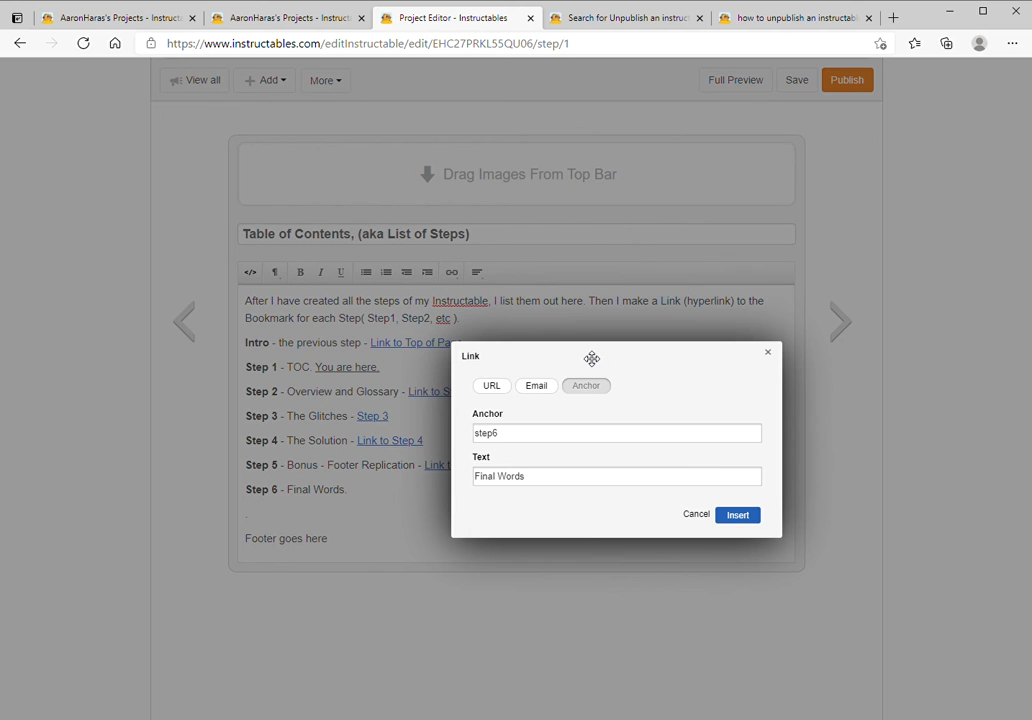 AaronHaras's Projects - Instruct
AaronHaras's Projects - Instruct
Project Editor - Instructables
Search for Unpublish an instruct
how to unpublish an instructabl
https://www.instructables.com/editInstructable/edit/EHC27PRKL55QU06/step/1
View all
Add
More
Full Preview
Save
Publish
Drag Images From Top Bar
Table of Contents, (aka List of Steps)
</> ¶ B I U
After I have created all the steps of my Instructable, I list them out here. Then I make a Link (hyperlink) to the
Bookmark for each Step( Step1, Step2, etc ).
Intro - the previous step - Link to Top of Pa
Step 1 - TOC. You are here.
Step 2 - Overview and Glossary - Link to S
Step 3 - The Glitches - Step 3
Step 4 - The Solution - Link to Step 4
Step 5 - Bonus - Footer Replication - Link t
Step 6 - Final Words.
.
Footer goes here
Link
URL
Email
Anchor
Anchor
step6
Text
Final Words
Cancel
Insert